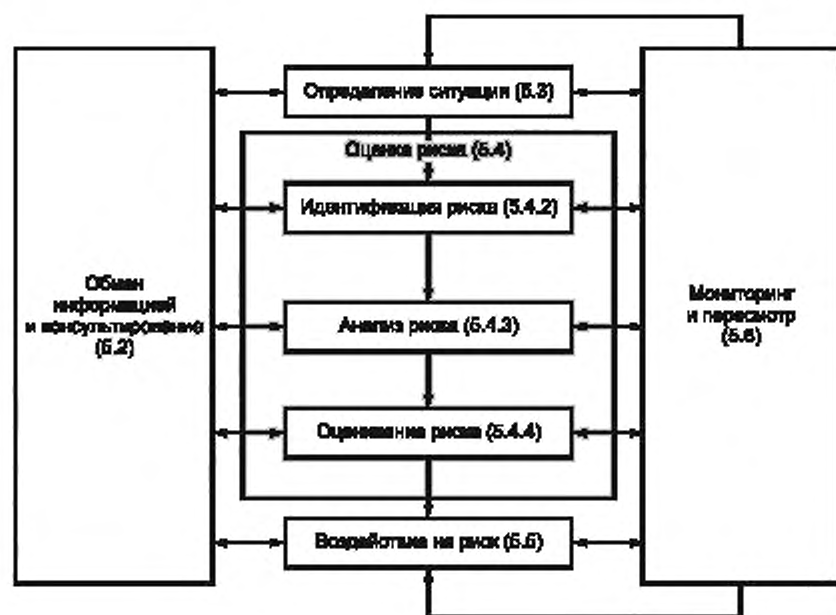 Определение ситуации (5.3)
Оценка риска (5.4)
Идентификация риска (5.4.2)
Обмен
информацией
и консультирование
(5.2)
Анализ риска (5.4.3)
Мониторинг
и пересмотр
(5.6)
Оценивание риска (5.4.4)
Воздействие на риск (5.5)